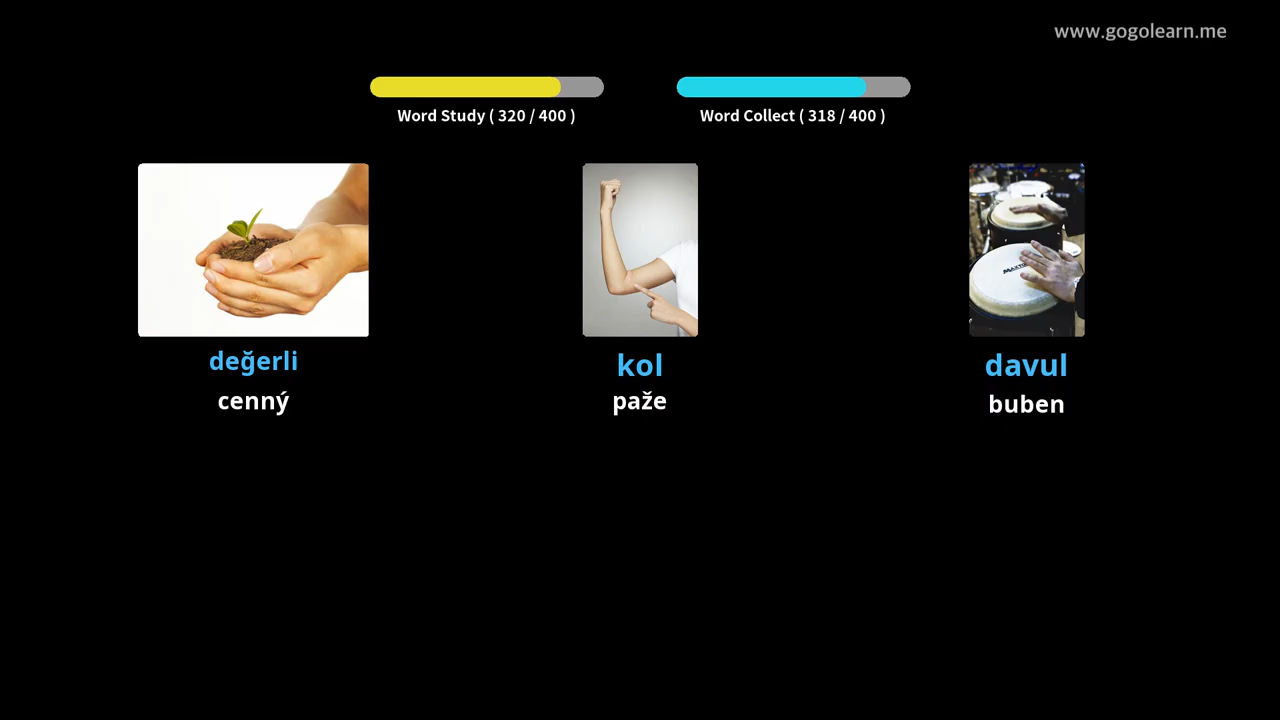 www.gogolearn.me
Word Study ( 320 / 400 )
Word Collect ( 318 / 400 )
değerli
cenný
kol
paže
davul
buben